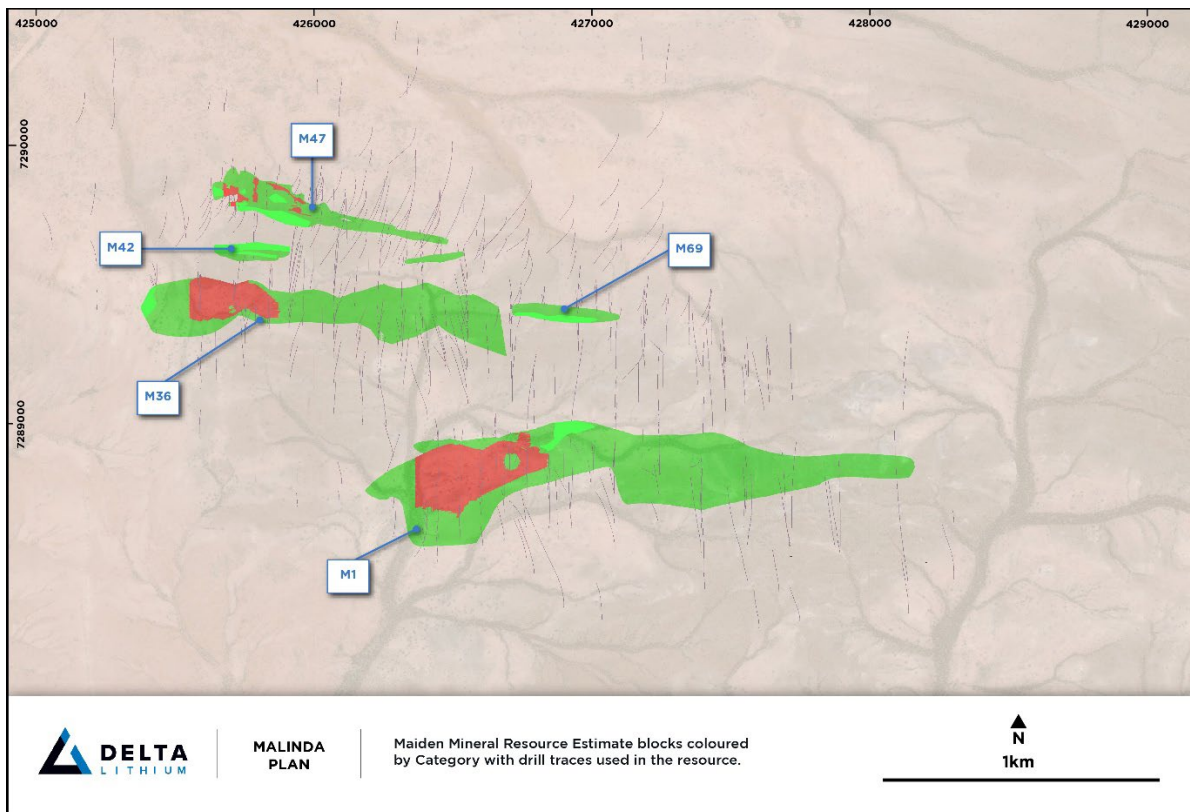 425000
426000
427000
428000
429000
7290000
M47
M42
M69
M36
7289000
M1
DELTA
LITHIUM
MALINDA
PLAN
Maiden Mineral Resource Estimate blocks coloured
by Category with drill traces used in the resource.
N
1km